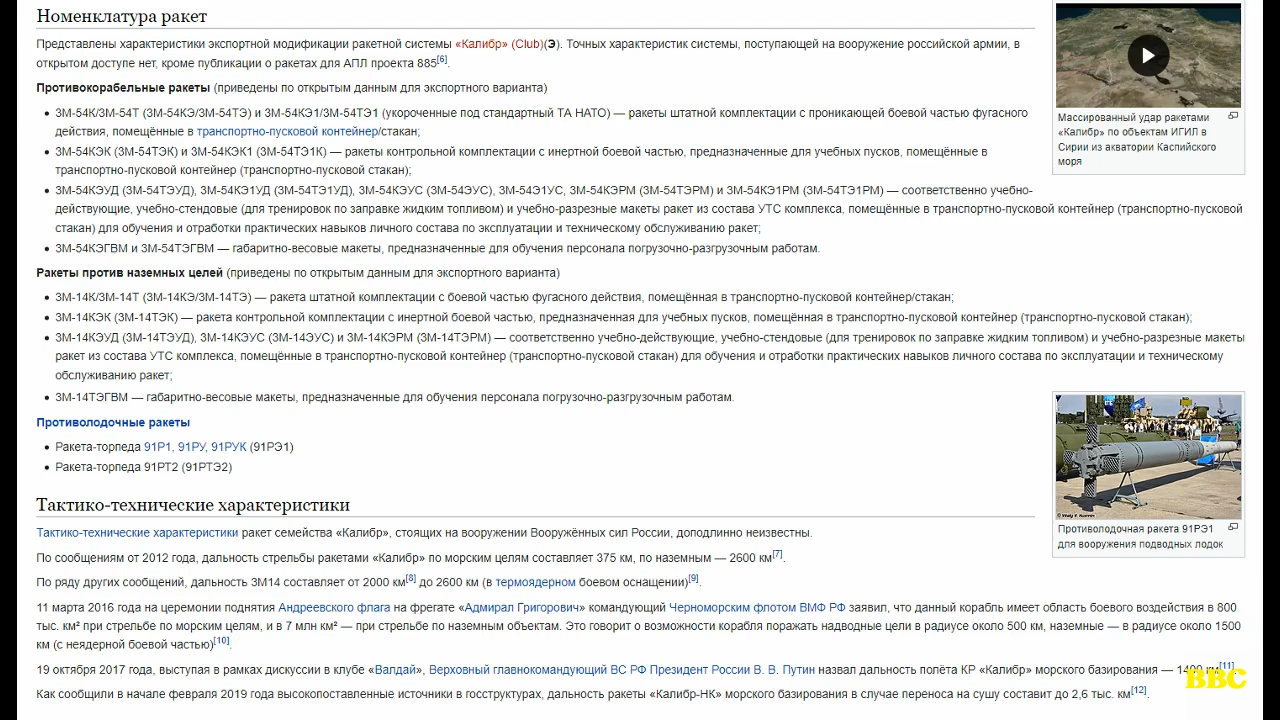 Номенклатура ракет
Представлены характеристики экспортной модификации ракетной системы «Калибр» (Club)(Э). Точных характеристик системы, поступающей на вооружение российской армии, в
открытом доступе нет, кроме публикации о ракетах для АПЛ проекта 885[6].
Противокорабельные ракеты (приведены по открытым данным для экспортного варианта)
3М-54К/3М-54Т (3М-54КЭ/3М-54ТЭ) и 3М-54КЭ1/3М-54ТЭ1 (укороченные под стандартный ТА НАТО) — ракеты штатной комплектации с проникающей боевой частью фугасного
действия, помещённые в транспортно-пусковой контейнер/стакан;
3М-54КЭК (3М-54ТЭК) и 3М-54КЭК1 (3М-54ТЭ1К) — ракеты контрольной комплектации с инертной боевой частью, предназначенные для учебных пусков, помещённые в
транспортно-пусковой контейнер (транспортно-пусковой стакан);
3М-54КЭУД (3М-54ТЭУД), 3М-54КЭ1УД (3М-54ТЭ1УД), 3М-54КЭУС (3М-54ЭУС), 3М-54Э1УС, 3М-54КЭРМ (3М-54ТЭРМ) и 3М-54КЭ1РМ (3М-54ТЭ1РМ) — соответственно учебно-
действующие, учебно-стендовые (для тренировок по заправке жидким топливом) и учебно-разрезные макеты ракет из состава УТС комплекса, помещённые в транспортно-пусковой контейнер (транспортно-пусковой
стакан) для обучения и отработки практических навыков личного состава по эксплуатации и техническому обслуживанию ракет;
3М-54КЭГВМ и 3М-54ТЭГВМ — габаритно-весовые макеты, предназначенные для обучения персонала погрузочно-разгрузочным работам.
Ракеты против наземных целей (приведены по открытым данным для экспортного варианта)
3М-14К/3М-14Т (3М-14КЭ/3М-14ТЭ) — ракета штатной комплектации с боевой частью фугасного действия, помещённая в транспортно-пусковой контейнер/стакан;
3М-14КЭК (3М-14ТЭК) — ракета контрольной комплектации с инертной боевой частью, предназначенная для учебных пусков, помещённая в транспортно-пусковой контейнер (транспортно-пусковой стакан);
3М-14КЭУД (3М-14ТЭУД), 3М-14КЭУС (3М-14ЭУС) и 3М-14КЭРМ (3М-14ТЭРМ) — соответственно учебно-действующие, учебно-стендовые (для тренировок по заправке жидким топливом) и учебно-разрезные макеты
ракет из состава УТС комплекса, помещённые в транспортно-пусковой контейнер (транспортно-пусковой стакан) для обучения и отработки практических навыков личного состава по эксплуатации и техническому
обслуживанию ракет;
3М-14ТЭГВМ — габаритно-весовые макеты, предназначенные для обучения персонала погрузочно-разгрузочным работам.
Противолодочные ракеты
Ракета-торпеда 91Р1, 91РУ, 91РУК (91РЭ1)
Ракета-торпеда 91РТ2 (91РТЭ2)
Тактико-технические характеристики
Тактико-технические характеристики ракет семейства «Калибр», стоящих на вооружении Вооружённых сил России, доподлинно неизвестны.
По сообщениям от 2012 года, дальность стрельбы ракетами «Калибр» по морским целям составляет 375 км, по наземным — 2600 км[7].
По ряду других сообщений, дальность 3М14 составляет от 2000 км[8] до 2600 км (в термоядерном боевом оснащении)[9].
11 марта 2016 года на церемонии поднятия Андреевского флага на фрегате «Адмирал Григорович» командующий Черноморским флотом ВМФ РФ заявил, что данный корабль имеет область боевого воздействия в 800
тыс. км² при стрельбе по морским целям, и в 7 млн км² — при стрельбе по наземным объектам. Это говорит о возможности корабля поражать надводные цели в радиусе около 500 км, наземные — в радиусе около 1500
км (с неядерной боевой частью)[10].
19 октября 2017 года, выступая в рамках дискуссии в клубе «Валдай», Верховный главнокомандующий ВС РФ Президент России В. В. Путин назвал дальность полёта КР «Калибр» морского базирования — 1400 км[11].
Как сообщили в начале февраля 2019 года высокопоставленные источники в госструктурах, дальность ракеты «Калибр-НК» морского базирования в случае переноса на сушу составит до 2,6 тыс. км[12].
Массированный удар ракетами
«Калибр» по объектам ИГИЛ в
Сирии из акватории Каспийского
моря
Противолодочная ракета 91РЭ1
для вооружения подводных лодок
BBC